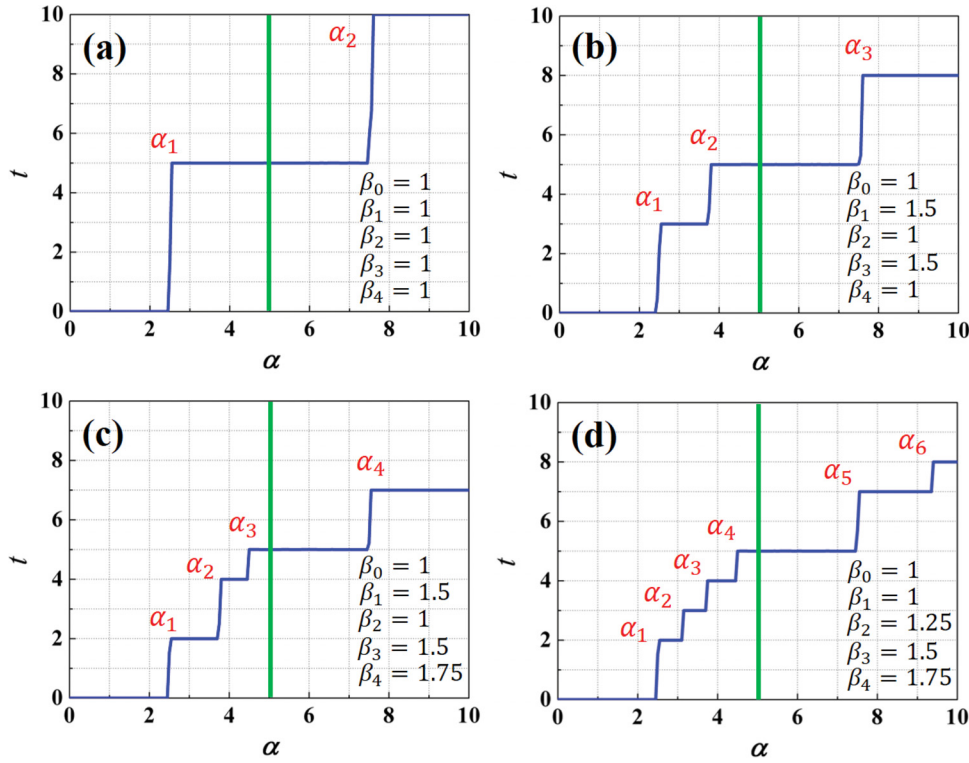 (a)
α₂
α₁
β₀ = 1
β₁ = 1
β₂ = 1
β₃ = 1
β₄ = 1
t
10
8
6
4
2
0
0 2 4 6 8 10
α
(b)
α₃
α₂
α₁
β₀ = 1
β₁ = 1.5
β₂ = 1
β₃ = 1.5
β₄ = 1
t
10
8
6
4
2
0
0 2 4 6 8 10
α
(c)
α₄
α₃
α₂
α₁
β₀ = 1
β₁ = 1.5
β₂ = 1
β₃ = 1.5
β₄ = 1.75
t
10
8
6
4
2
0
0 2 4 6 8 10
α
(d)
α₆
α₅
α₄
α₃
α₂
α₁
β₀ = 1
β₁ = 1
β₂ = 1.25
β₃ = 1.5
β₄ = 1.75
t
10
8
6
4
2
0
0 2 4 6 8 10
α